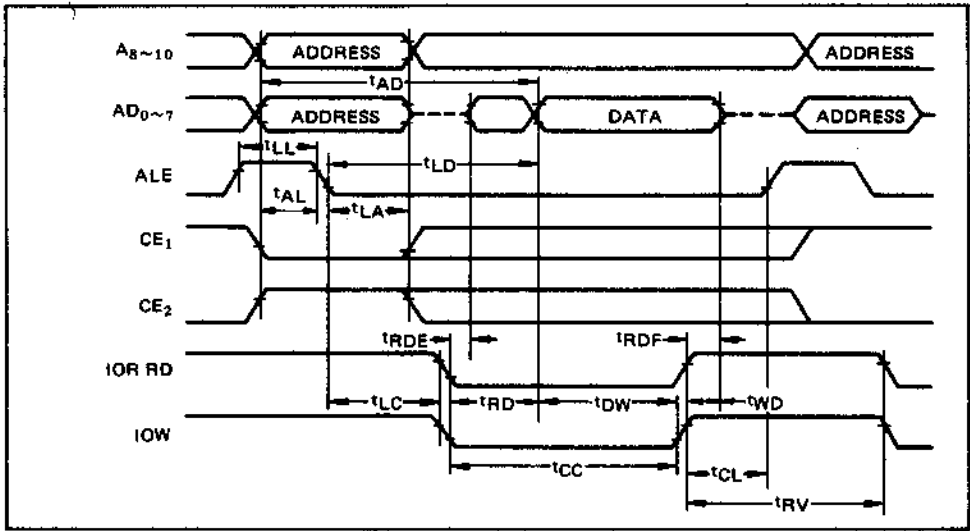 A8~10 ADDRESS ADDRESS
tAD
AD0~7 ADDRESS DATA ADDRESS
tLL tLD
ALE
tAL tLA
CE1
CE2
tRDE tRDF
IOR RD
tLC tRD tDW tWD
IOW
tCC tCL
tRV